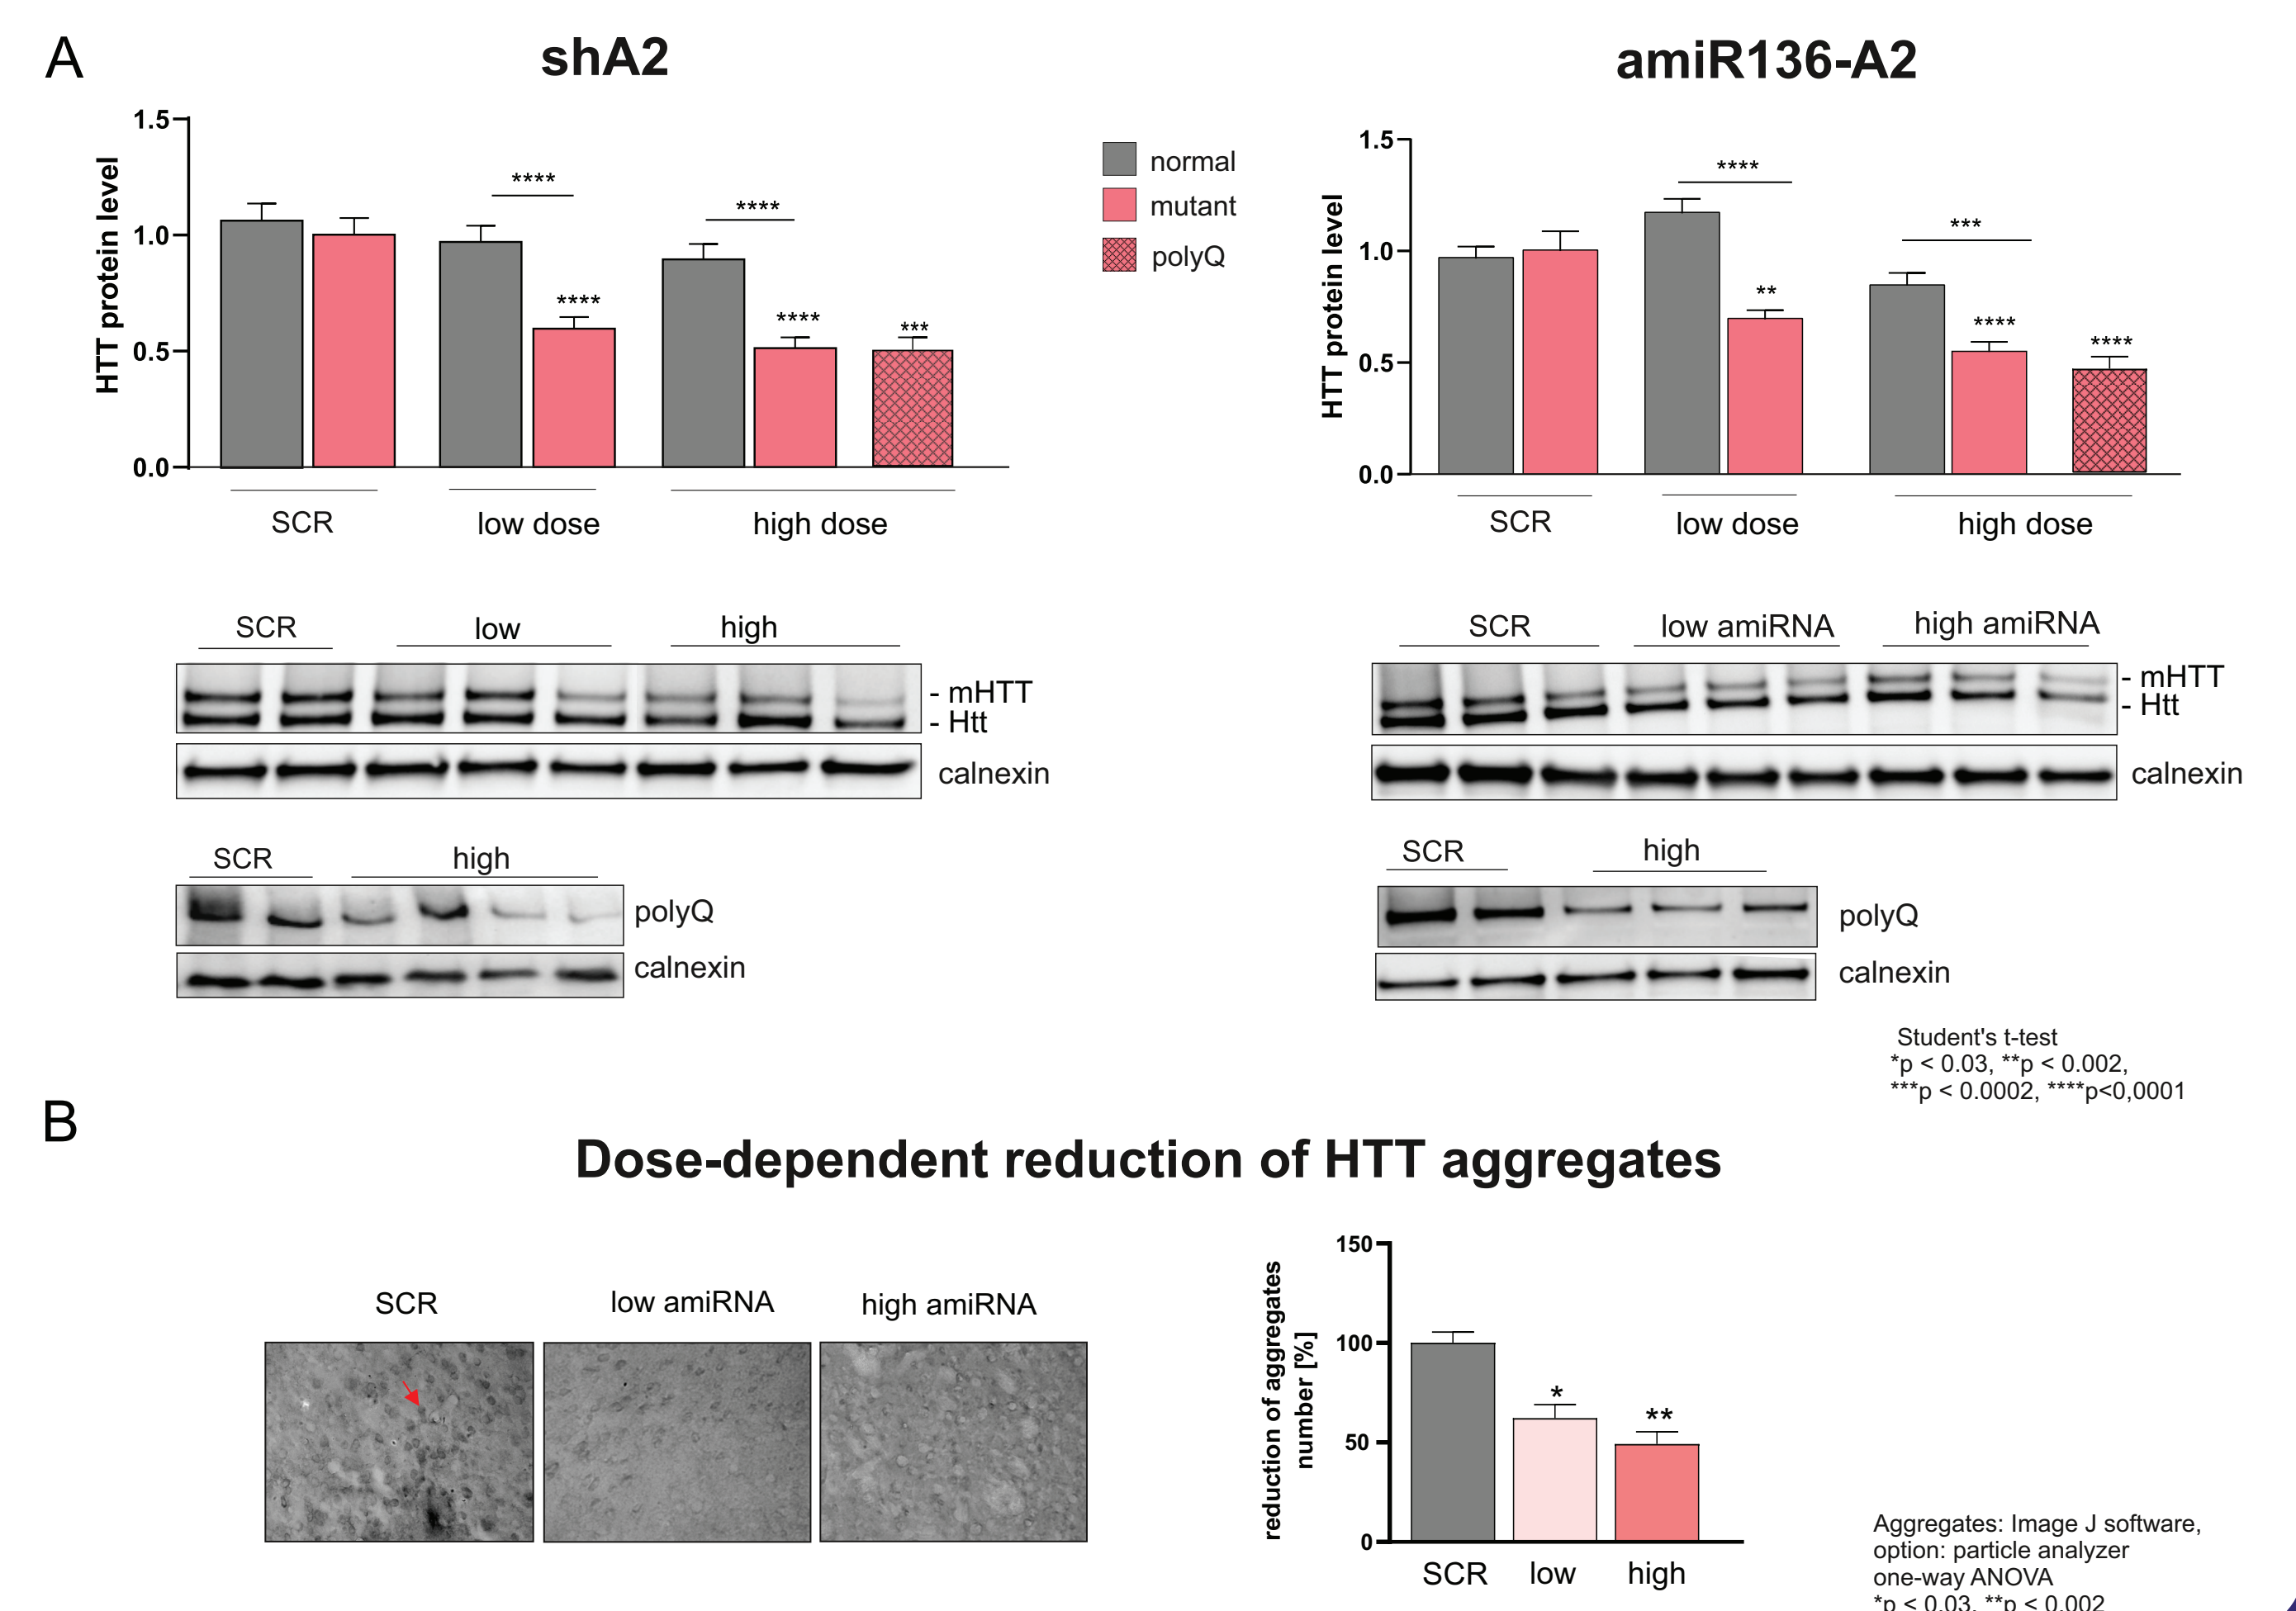 A
shA2
amiR136-A2
HTT protein level
1.5
1.0
0.5
0.0
****
****
****
****
***
SCR
low dose
high dose
normal
mutant
polyQ
HTT protein level
1.5
1.0
0.5
0.0
****
**
***
****
****
SCR
low dose
high dose
SCR
low
high
- mHTT
- Htt
calnexin
SCR
high
polyQ
calnexin
SCR
low amiRNA
high amiRNA
- mHTT
- Htt
calnexin
SCR
high
polyQ
calnexin
Student's t-test
*p < 0.03, **p < 0.002,
***p < 0.0002, ****p<0,0001
B
Dose-dependent reduction of HTT aggregates
SCR
low amiRNA
high amiRNA
reduction of aggregates
number [%]
150
100
50
0
*
**
SCR
low
high
Aggregates: Image J software,
option: particle analyzer
one-way ANOVA
*p < 0.03, **p < 0.002